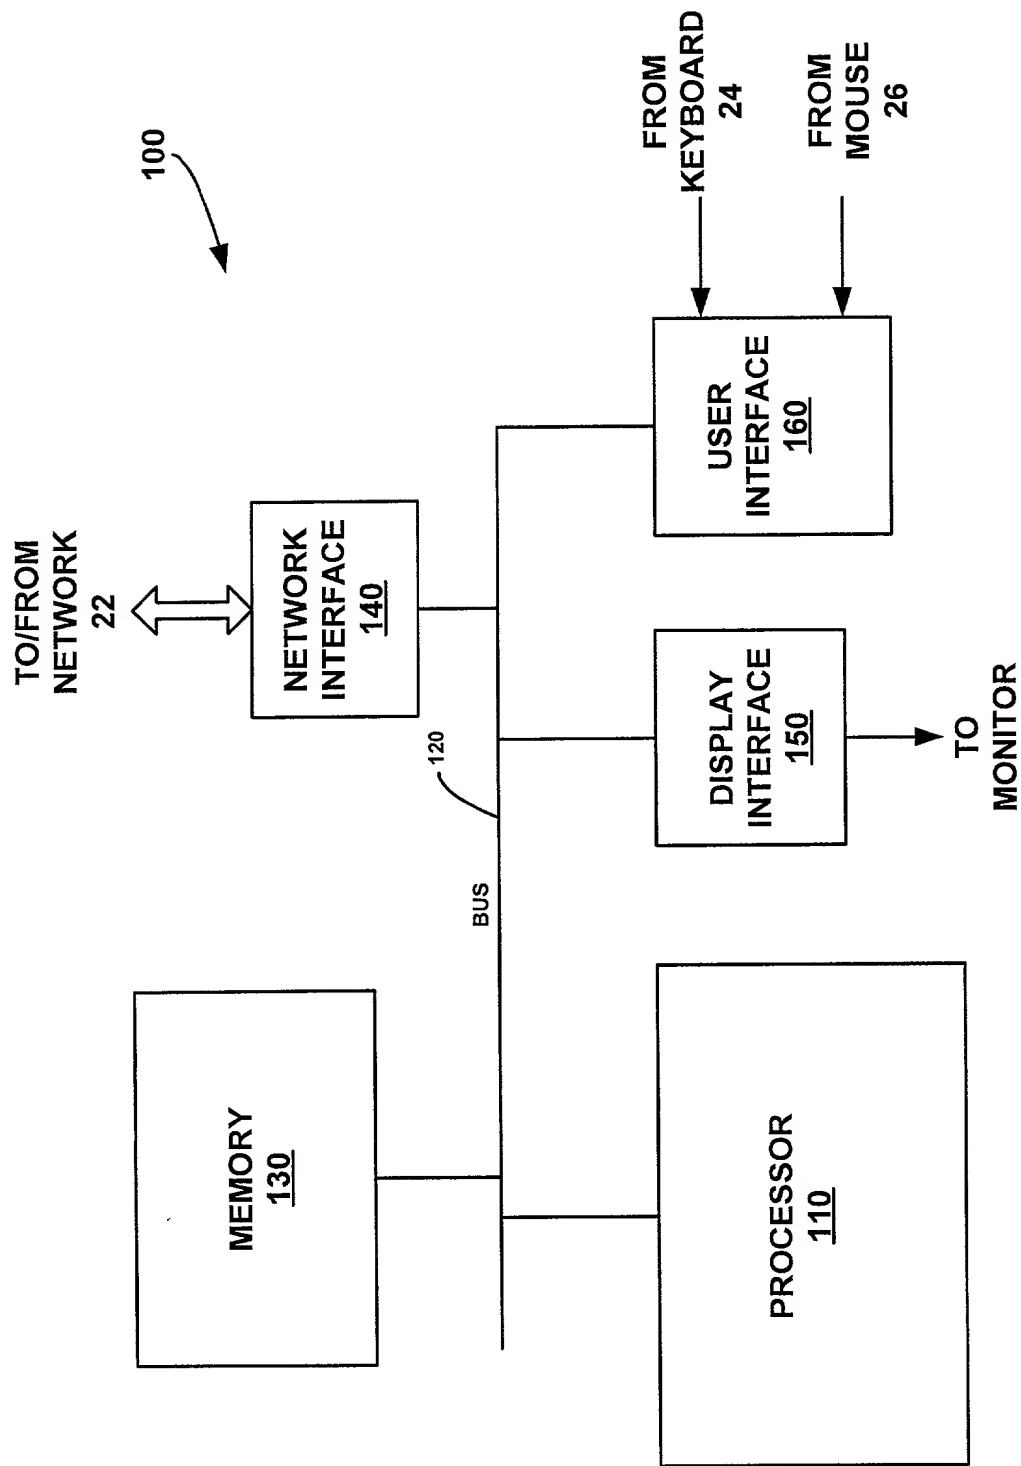 100
TO/FROM
NETWORK
22
NETWORK
INTERFACE
140
MEMORY
130
BUS
120
PROCESSOR
110
DISPLAY
INTERFACE
150
TO
MONITOR
USER
INTERFACE
160
FROM
KEYBOARD
24
FROM
MOUSE
26